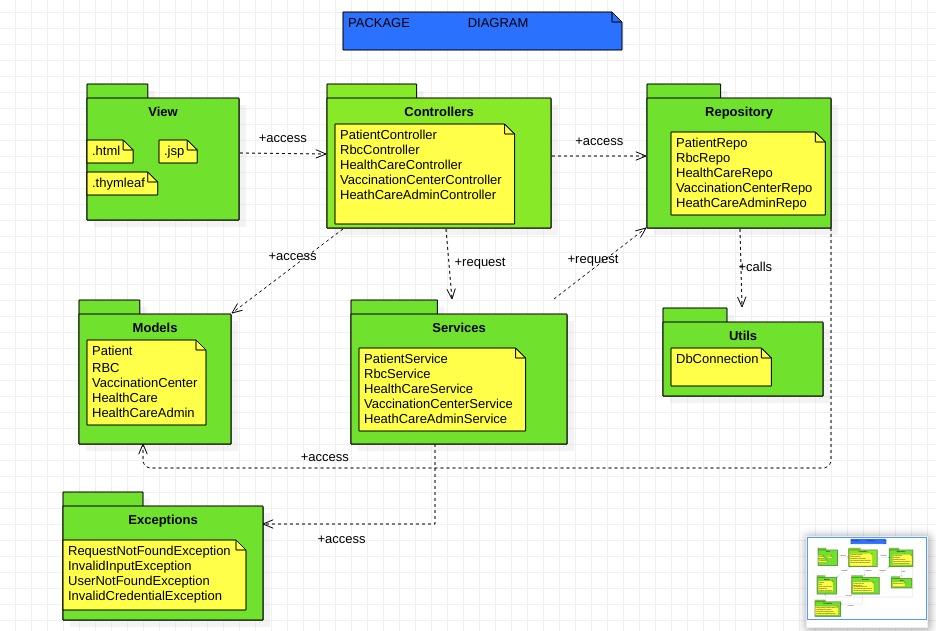 PACKAGE DIAGRAM
View
.html
.jsp
.thymleaf
+access
Controllers
PatientController
RbcController
HealthCareController
VaccinationCenterController
HeathCareAdminController
+access
Repository
PatientRepo
RbcRepo
HealthCareRepo
VaccinationCenterRepo
HeathCareAdminRepo
+access
+request
+request
+calls
Models
Patient
RBC
VaccinationCenter
HealthCare
HealthCareAdmin
Services
PatientService
RbcService
HealthCareService
VaccinationCenterService
HeathCareAdminService
Utils
DbConnection
+access
Exceptions
RequestNotFoundException
InvalidInputException
UserNotFoundException
InvalidCredentialException
+access